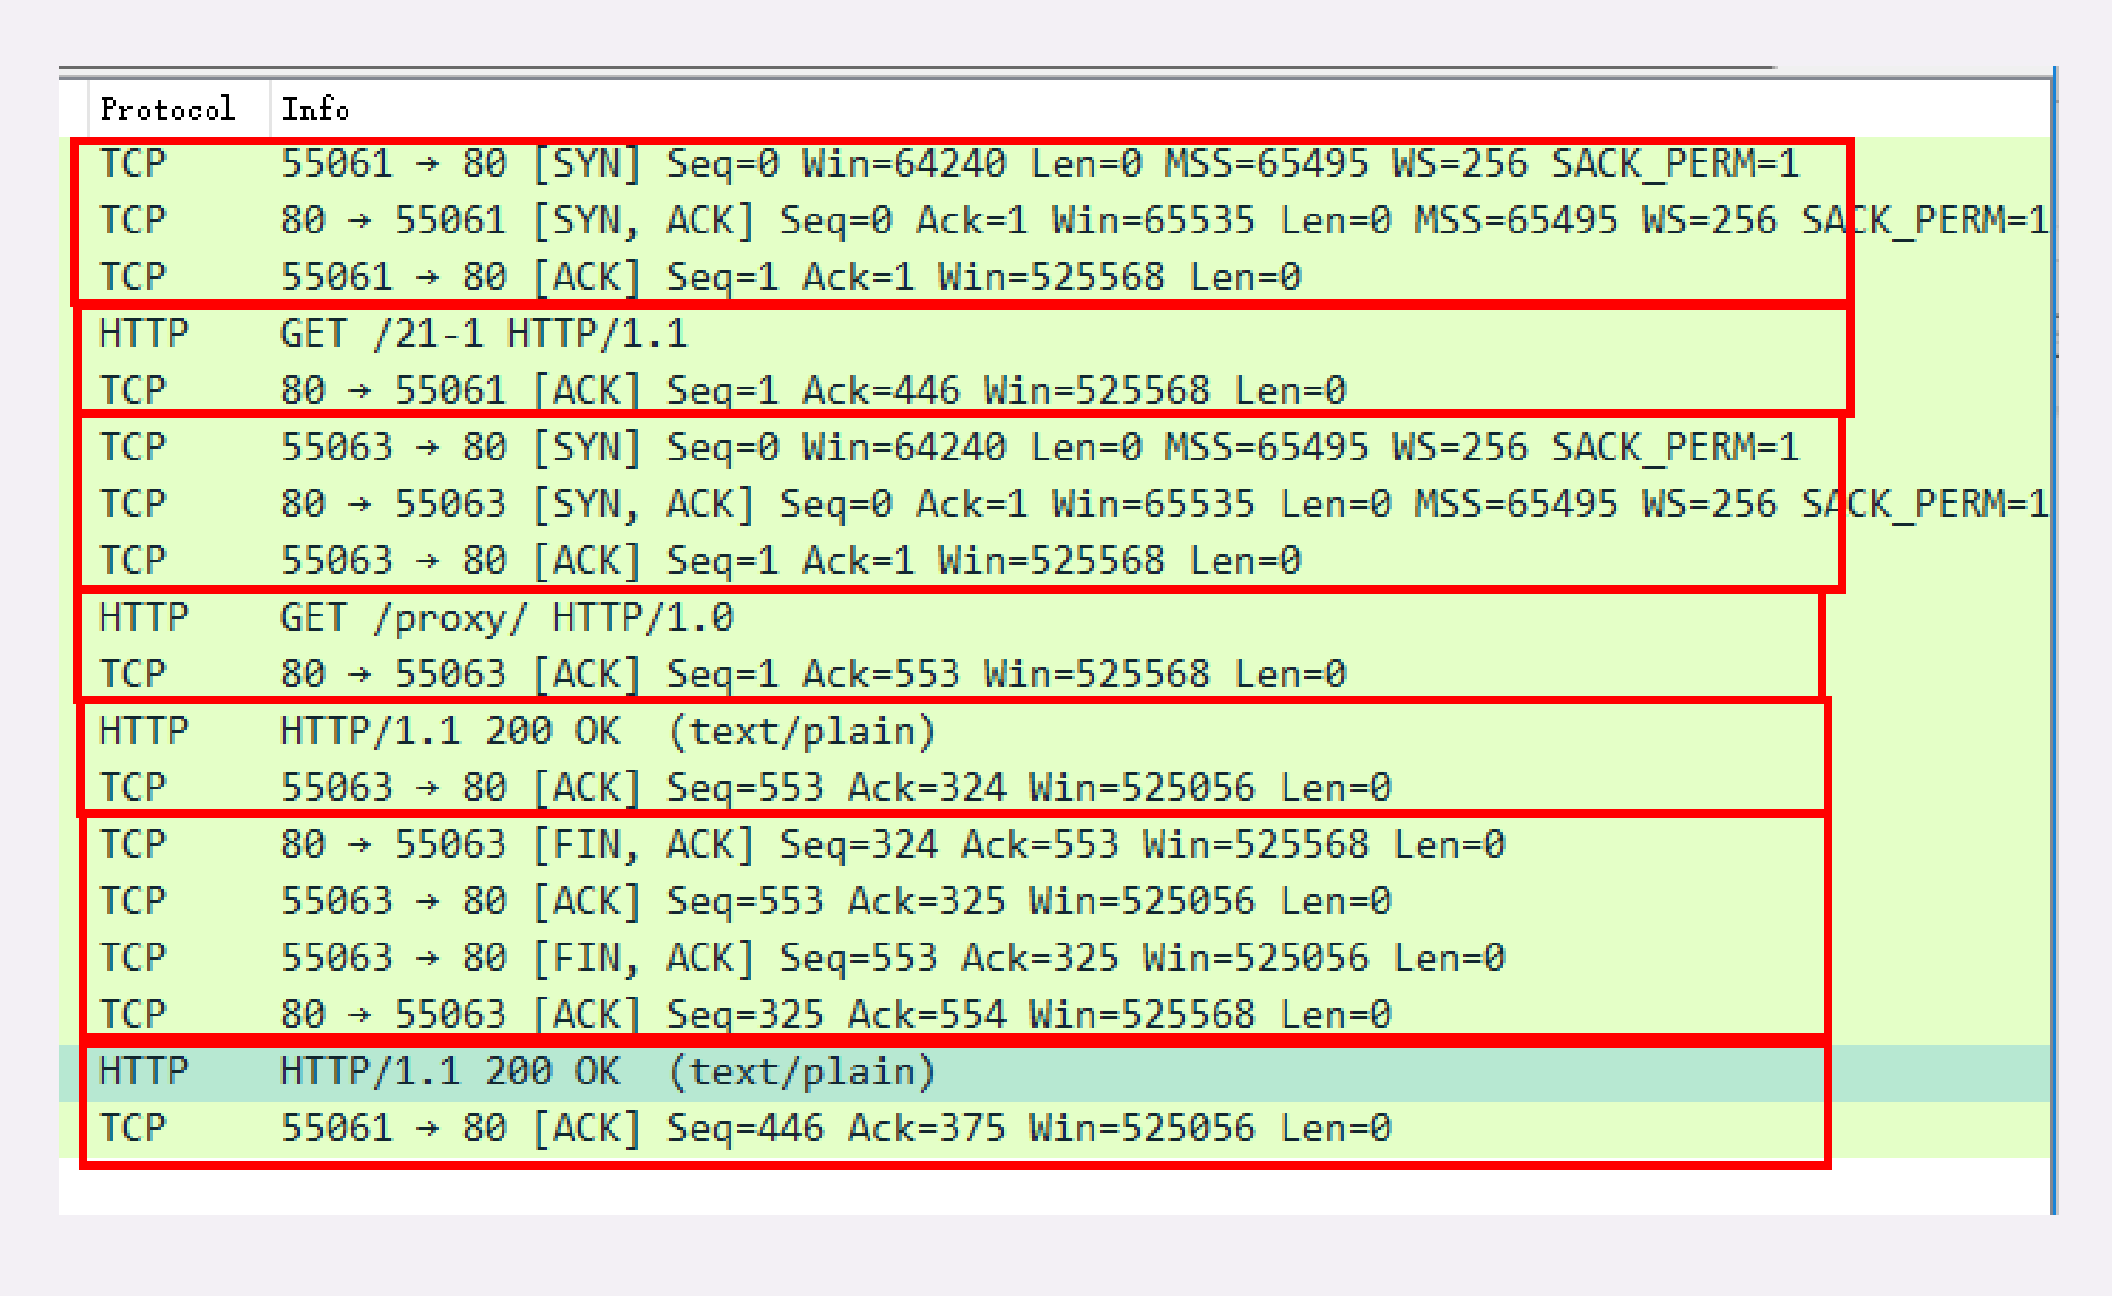 Protocol Info
TCP 55061 → 80 [SYN] Seq=0 Win=64240 Len=0 MSS=65495 WS=256 SACK_PERM=1
TCP 80 → 55061 [SYN, ACK] Seq=0 Ack=1 Win=65535 Len=0 MSS=65495 WS=256 SACK_PERM=1
TCP 55061 → 80 [ACK] Seq=1 Ack=1 Win=525568 Len=0
HTTP GET /21-1 HTTP/1.1
TCP 80 → 55061 [ACK] Seq=1 Ack=446 Win=525568 Len=0
TCP 55063 → 80 [SYN] Seq=0 Win=64240 Len=0 MSS=65495 WS=256 SACK_PERM=1
TCP 80 → 55063 [SYN, ACK] Seq=0 Ack=1 Win=65535 Len=0 MSS=65495 WS=256 SACK_PERM=1
TCP 55063 → 80 [ACK] Seq=1 Ack=1 Win=525568 Len=0
HTTP GET /proxy/ HTTP/1.0
TCP 80 → 55063 [ACK] Seq=1 Ack=553 Win=525568 Len=0
HTTP HTTP/1.1 200 OK (text/plain)
TCP 55063 → 80 [ACK] Seq=553 Ack=324 Win=525056 Len=0
TCP 80 → 55063 [FIN, ACK] Seq=324 Ack=553 Win=525568 Len=0
TCP 55063 → 80 [ACK] Seq=553 Ack=325 Win=525056 Len=0
TCP 55063 → 80 [FIN, ACK] Seq=553 Ack=325 Win=525056 Len=0
TCP 80 → 55063 [ACK] Seq=325 Ack=554 Win=525568 Len=0
HTTP HTTP/1.1 200 OK (text/plain)
TCP 55061 → 80 [ACK] Seq=446 Ack=375 Win=525056 Len=0